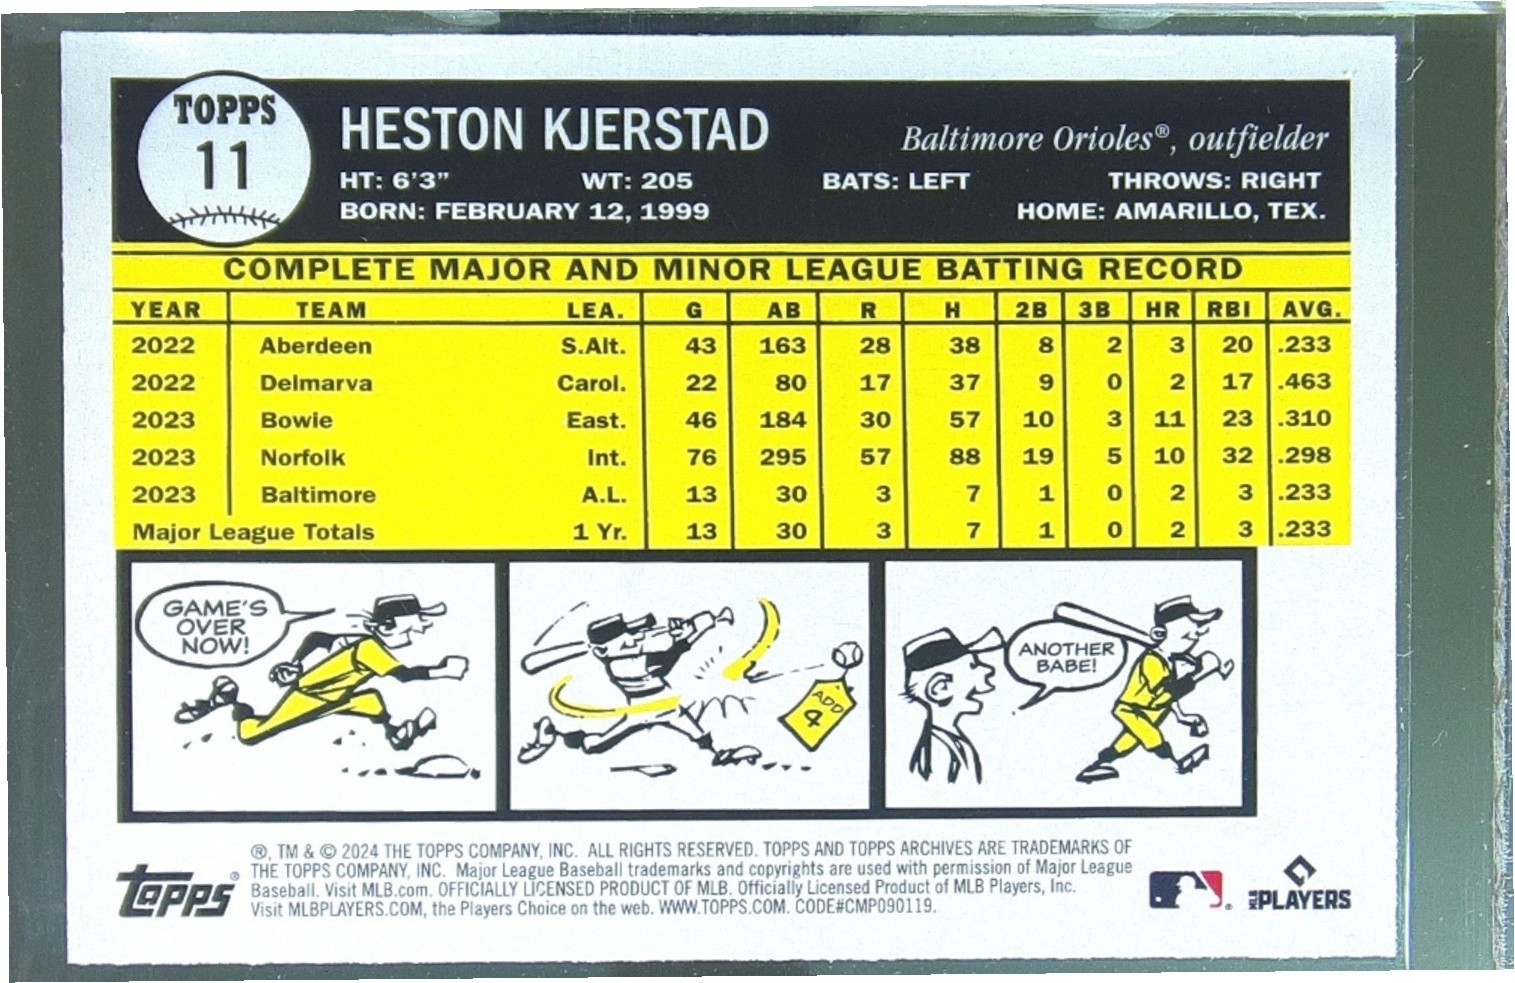 TOPPS
11
HESTON KJERSTAD
Baltimore Orioles®, outfielder
HT: 6'3" WT: 205 BATS: LEFT THROWS: RIGHT
BORN: FEBRUARY 12, 1999 HOME: AMARILLO, TEX.
COMPLETE MAJOR AND MINOR LEAGUE BATTING RECORD
YEAR TEAM LEA. G AB R H 2B 3B HR RBI AVG.
2022 Aberdeen S.Alt. 43 163 28 38 8 2 3 20 .233
2022 Delmarva Carol. 22 80 17 37 9 0 2 17 .463
2023 Bowie East. 46 184 30 57 10 3 11 23 .310
2023 Norfolk Int. 76 295 57 88 19 5 10 32 .298
2023 Baltimore A.L. 13 30 3 7 1 0 2 3 .233
Major League Totals 1 Yr. 13 30 3 7 1 0 2 3 .233
GAME'S
OVER
NOW!
ADD
4
ANOTHER
BABE!
®, TM & © 2024 THE TOPPS COMPANY, INC. ALL RIGHTS RESERVED. TOPPS AND TOPPS ARCHIVES ARE TRADEMARKS OF
THE TOPPS COMPANY, INC. Major League Baseball trademarks and copyrights are used with permission of Major League
Baseball. Visit MLB.com. OFFICIALLY LICENSED PRODUCT OF MLB. Officially Licensed Product of MLB Players, Inc.
Visit MLBPLAYERS.COM, the Players Choice on the web. WWW.TOPPS.COM. CODE#CMP090119.
topps®
MLB PLAYERS